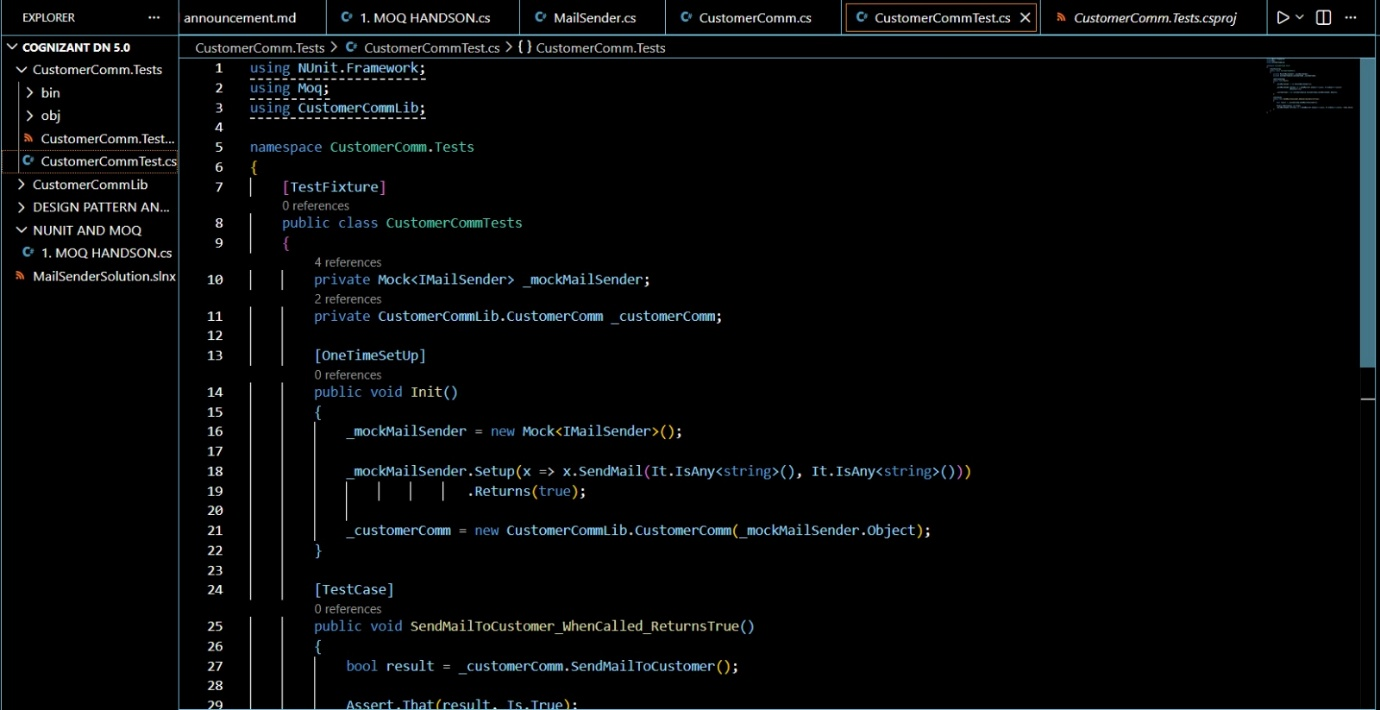 EXPLORER ... announcement.md 1. MOQ HANDSON.cs MailSender.cs CustomerComm.cs CustomerCommTest.cs CustomerComm.Tests.csproj
COGNIZANT DN 5.0
CustomerComm.Tests
bin
obj
CustomerComm.Test...
CustomerCommTest.cs
CustomerCommLib
DESIGN PATTERN AN...
NUNIT AND MOQ
1. MOQ HANDSON.cs
MailSenderSolution.slnx
CustomerComm.Tests > CustomerCommTest.cs > {} CustomerComm.Tests
1 using NUnit.Framework;
2 using Moq;
3 using CustomerCommLib;
4
5 namespace CustomerComm.Tests
6 {
7 [TestFixture]
0 references
8 public class CustomerCommTests
9 {
4 references
10 private Mock<IMailSender> _mockMailSender;
2 references
11 private CustomerCommLib.CustomerComm _customerComm;
12
13 [OneTimeSetUp]
0 references
14 public void Init()
15 {
16 _mockMailSender = new Mock<IMailSender>();
17
18 _mockMailSender.Setup(x => x.SendMail(It.IsAny<string>(), It.IsAny<string>()))
19 .Returns(true);
20
21 _customerComm = new CustomerCommLib.CustomerComm(_mockMailSender.Object);
22 }
23
24 [TestCase]
0 references
25 public void SendMailToCustomer_WhenCalled_ReturnsTrue()
26 {
27 bool result = _customerComm.SendMailToCustomer();
28
29 Assert.That(result, Is.True);